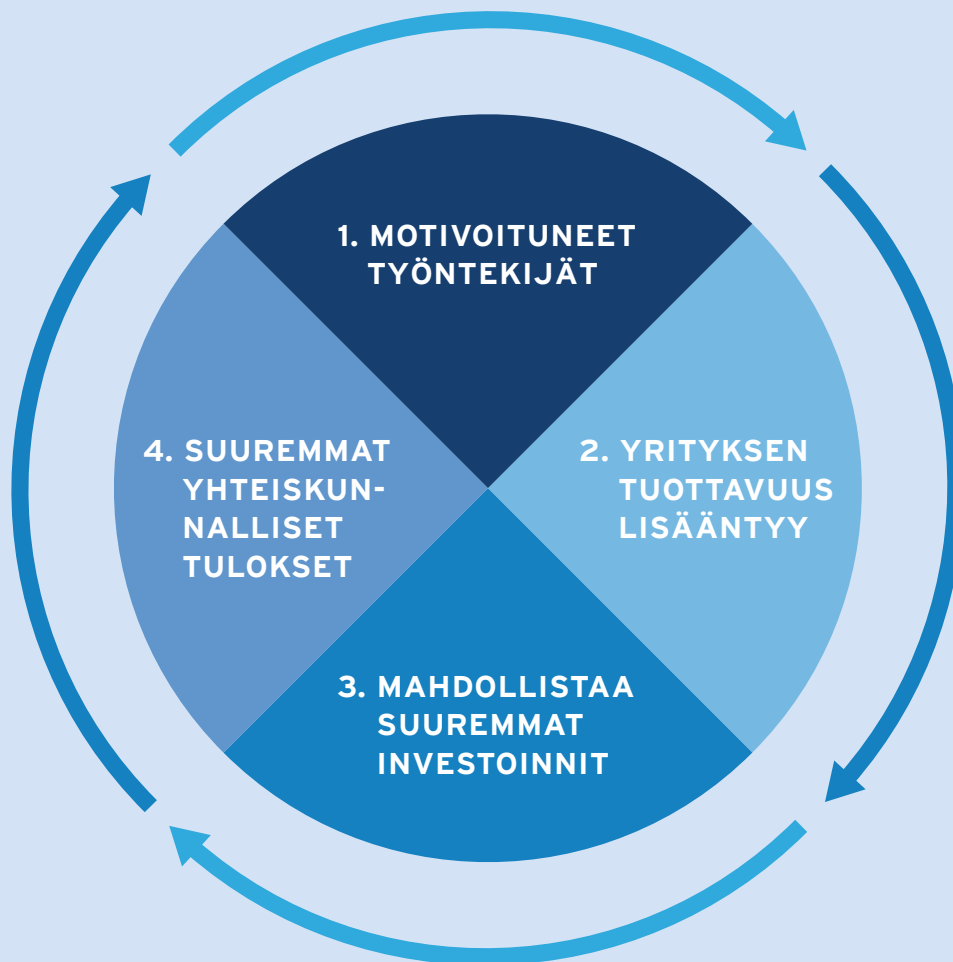 1. MOTIVOITUNEET
TYÖNTEKIJÄT
2. YRITYKSEN
TUOTTAVUUS
LISÄÄNTYY
3. MAHDOLLISTAA
SUUREMMAT
INVESTOINNIT
4. SUUREMMAT
YHTEISKUN-
NALLISET
TULOKSET